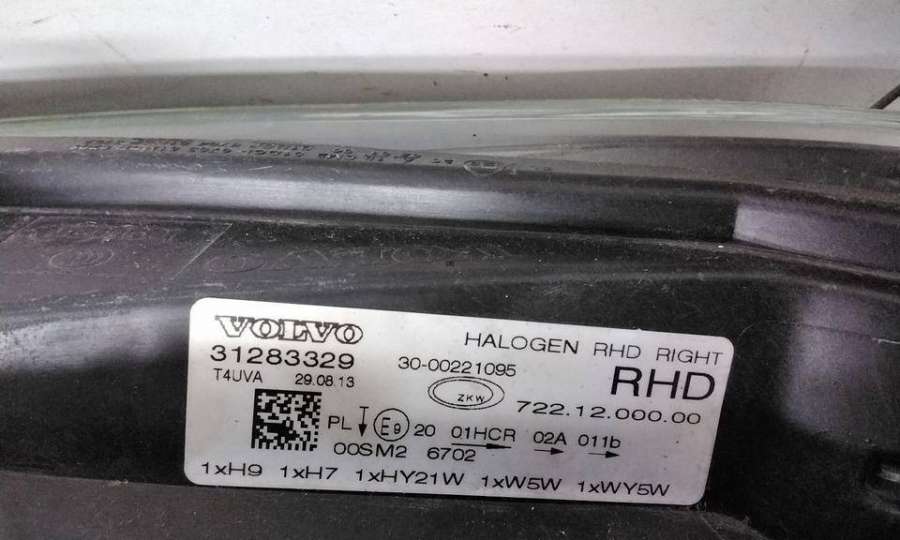 VOLVO
HALOGEN RHD RIGHT
31283329
30-00221095
RHD
T4UVA 29.08.13
ZKW
722.12.000.00
PL E9 20 01HCR 02A 011b
00SM2 6702
1xH9 1xH7 1xHY21W 1xW5W 1xWY5W